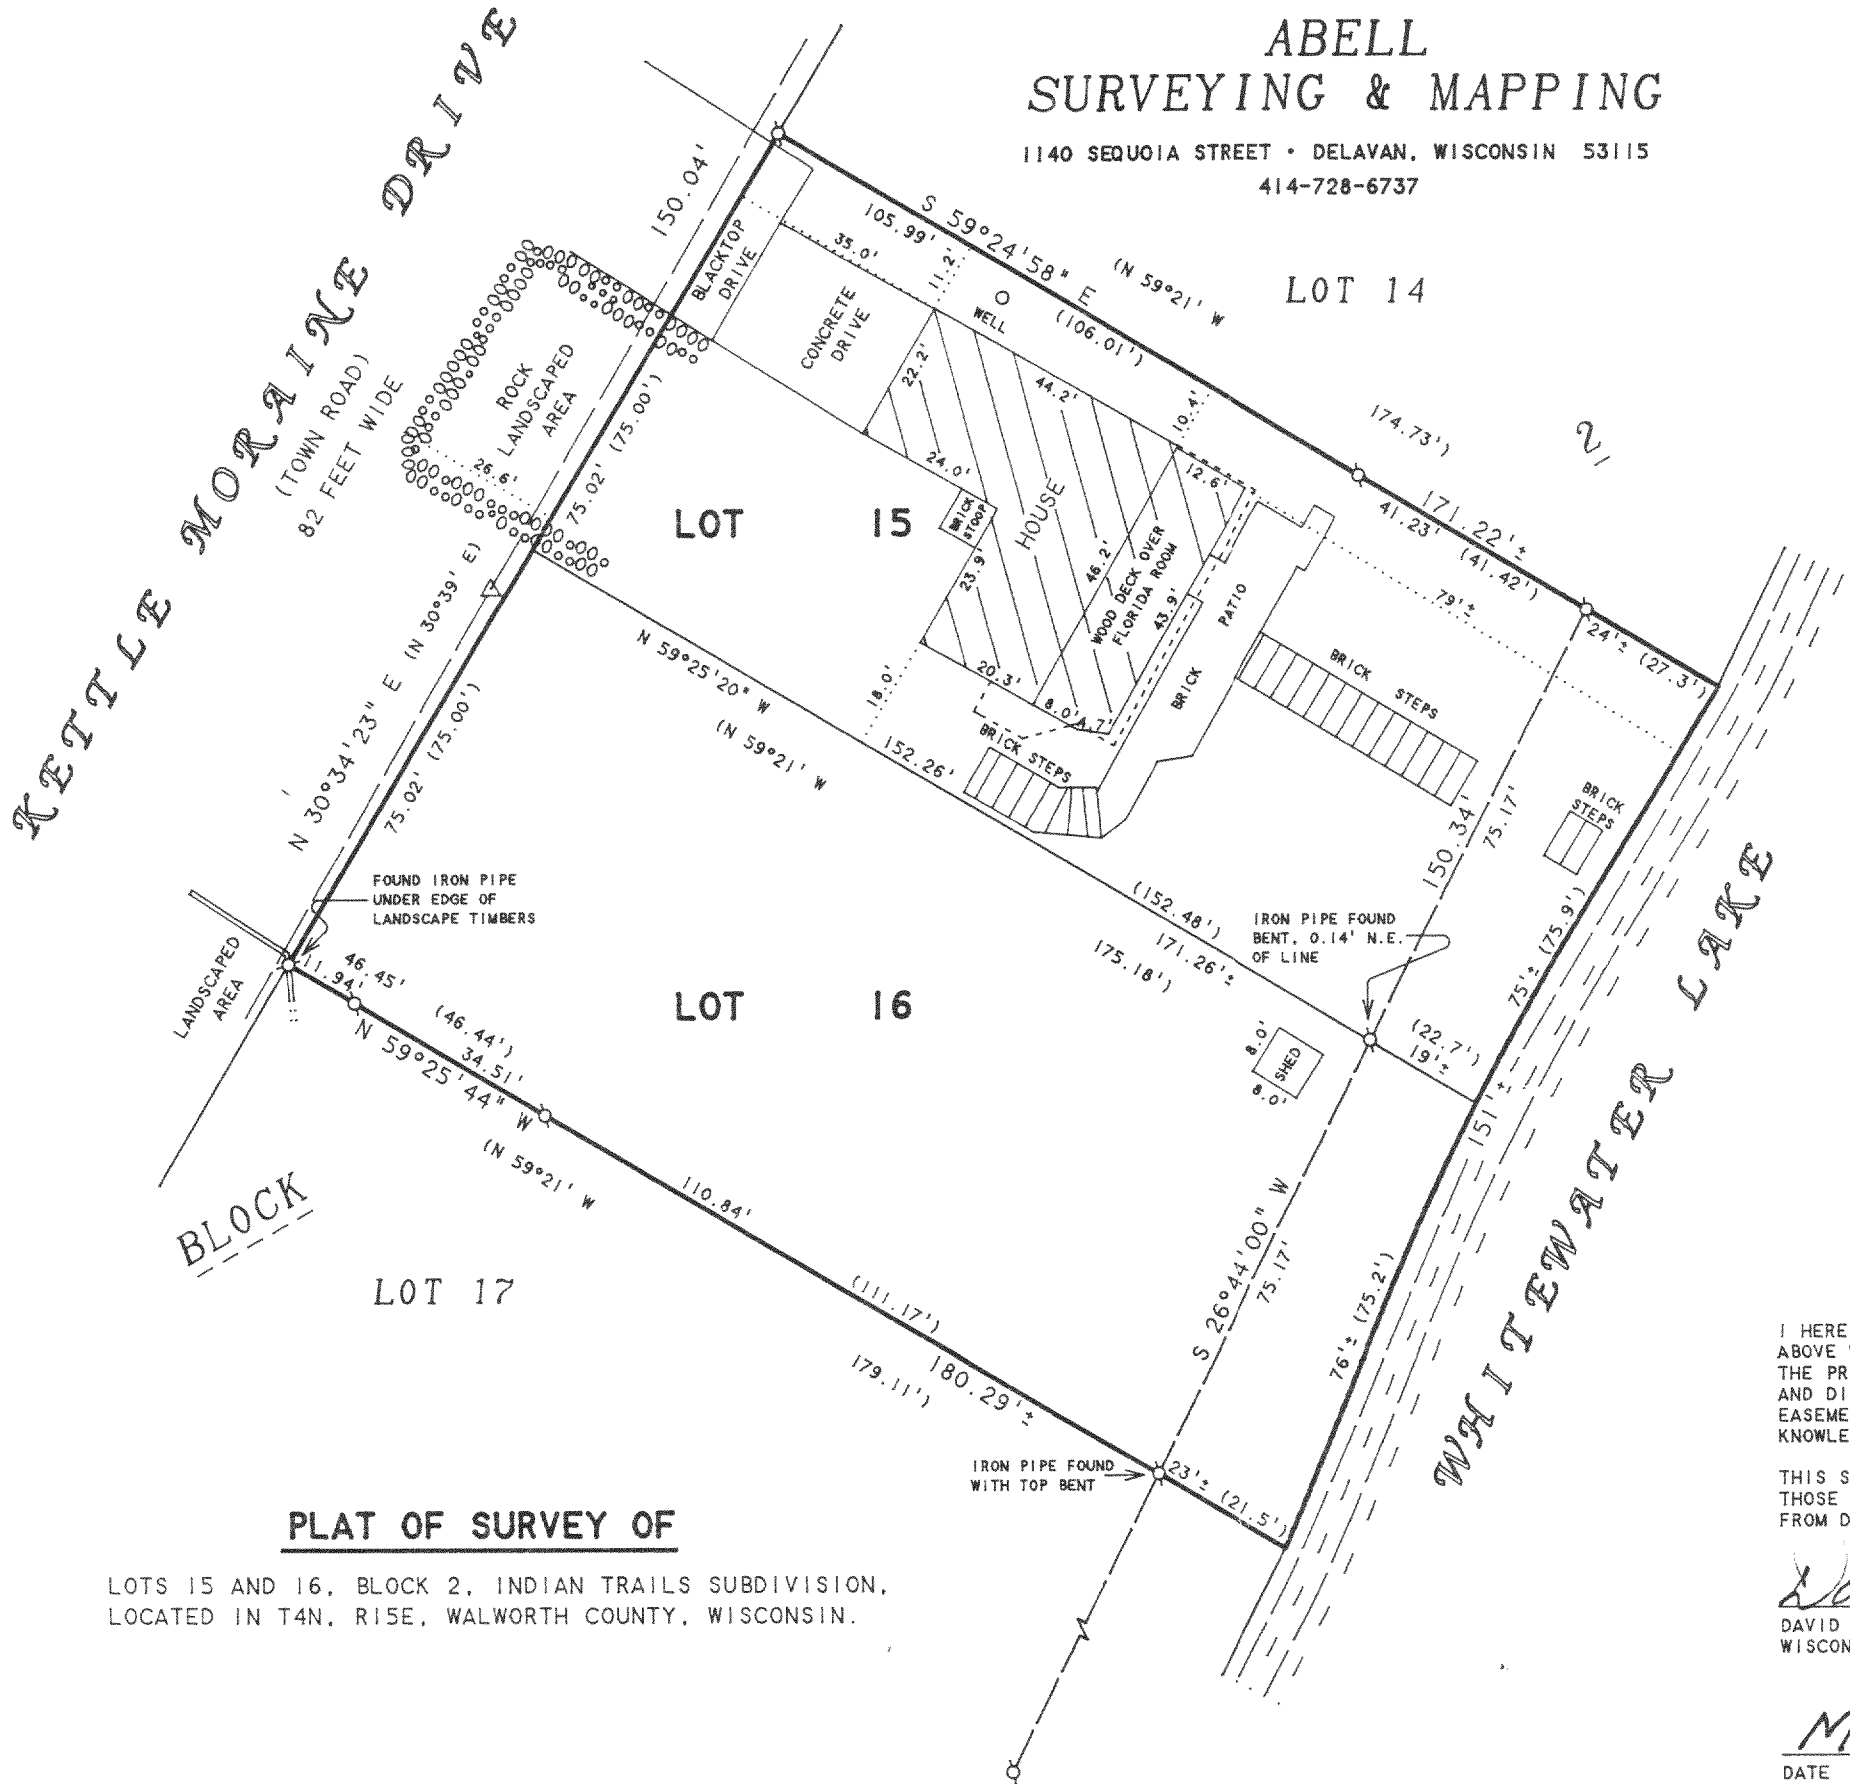 ABELL
SURVEYING & MAPPING
1140 SEQUOIA STREET • DELAVAN, WISCONSIN 53115
414-728-6737
KETTLE MORAINE DRIVE
(TOWN ROAD)
82 FEET WIDE
150.04'
BLACKTOP
DRIVE
CONCRETE
DRIVE
ROCK
LANDSCAPED
AREA
26.6'
S 59°24'58" E
(N 59°21' W
105.99'
(106.01')
35.0'
11.2'
WELL
LOT 14
174.73')
2
171.22'±
41.23' (41.42')
79'±
24'± (27.3')
22.2'
44.2'
10.4'
12.6'
24.0'
BRICK
STOOP
HOUSE
23.9'
46.2'
WOOD DECK OVER
FLORIDA ROOM
43.9'
20.3'
8.0'
4.7'
18.0'
PATIO
BRICK
BRICK STEPS
BRICK STEPS
BRICK
STEPS
LOT 15
75.02' (75.00')
N 30°34'23" E (N 30°39' E)
75.02' (75.00')
N 59°25'20" W
(N 59°21' W
152.26'
(152.48')
171.26'±
175.18')
150.34'
75.17'
75'± (75.9')
FOUND IRON PIPE
UNDER EDGE OF
LANDSCAPE TIMBERS
IRON PIPE FOUND
BENT, 0.14' N.E.
OF LINE
(22.7')
19'±
LANDSCAPED
AREA
46.45'
11.94'
(46.44')
34.51'
N 59°25'44" W
(N 59°21' W
LOT 16
8.0'
SHED
8.0'
151'±
WHITEWATER LAKE
110.84'
(111.17')
180.29'±
179.11')
S 26°44'00" W
75.17'
76'± (75.2')
BLOCK
LOT 17
IRON PIPE FOUND
WITH TOP BENT
23'± (21.5')
PLAT OF SURVEY OF
LOTS 15 AND 16, BLOCK 2, INDIAN TRAILS SUBDIVISION,
LOCATED IN T4N, R15E, WALWORTH COUNTY, WISCONSIN.
I HERE
ABOVE
THE PR
AND DI
EASEME
KNOWLE
THIS S
THOSE
FROM D
DAVID
WISCON
DATE